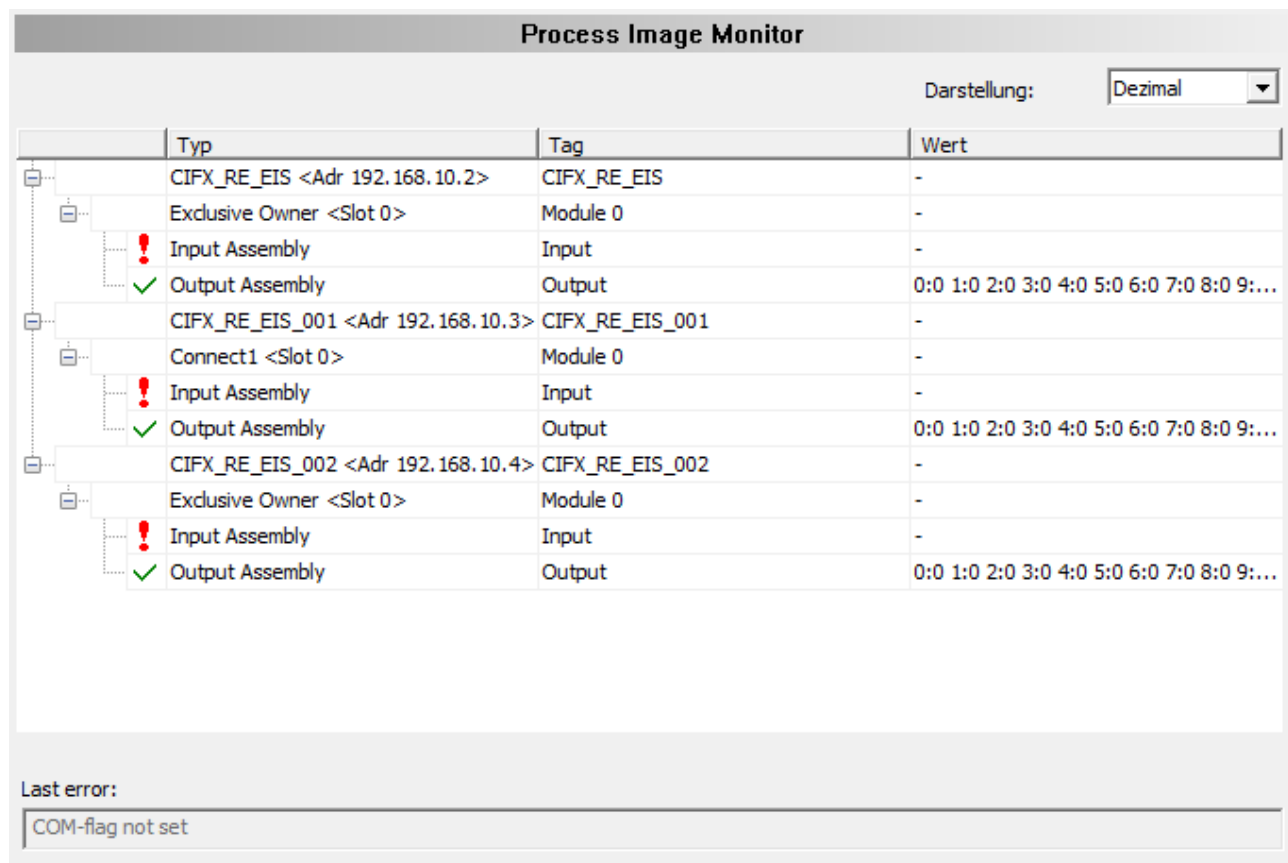 Process Image Monitor
Darstellung: Dezimal
Typ Tag Wert
CIFX_RE_EIS <Adr 192.168.10.2> CIFX_RE_EIS -
Exclusive Owner <Slot 0> Module 0 -
Input Assembly Input -
Output Assembly Output 0:0 1:0 2:0 3:0 4:0 5:0 6:0 7:0 8:0 9:...
CIFX_RE_EIS_001 <Adr 192.168.10.3> CIFX_RE_EIS_001 -
Connect1 <Slot 0> Module 0 -
Input Assembly Input -
Output Assembly Output 0:0 1:0 2:0 3:0 4:0 5:0 6:0 7:0 8:0 9:...
CIFX_RE_EIS_002 <Adr 192.168.10.4> CIFX_RE_EIS_002 -
Exclusive Owner <Slot 0> Module 0 -
Input Assembly Input -
Output Assembly Output 0:0 1:0 2:0 3:0 4:0 5:0 6:0 7:0 8:0 9:...
Last error:
COM-flag not set